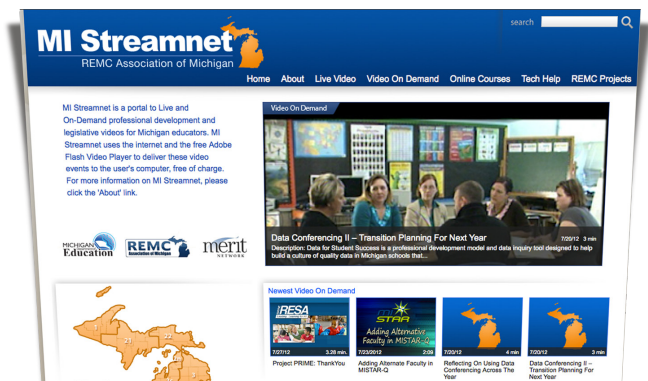 search
MI Streamnet
REMC Association of Michigan
Home About Live Video Video On Demand Online Courses Tech Help REMC Projects
MI Streamnet is a portal to Live and
On-Demand professional development and
legislative videos for Michigan educators. MI
Streamnet uses the internet and the free Adobe
Flash Video Player to deliver these video
events to the user's computer, free of charge.
For more information on MI Streamnet, please
click the 'About' link.
Video On Demand
Data Conferencing II – Transition Planning For Next Year 7/20/12 3 min
Description: Data for Student Success is a professional development model and data inquiry tool designed to help
build a culture of quality data in Michigan schools that...
MICHIGAN
Education
REMC
Association of Michigan
merit
NETWORK
Newest Video On Demand
RESA
7/27/12 3.28 min.
Project PRIME: ThankYou
MI
STAR
Adding Alternative
Faculty in MISTAR-Q
7/23/2012 2:09
Adding Alternate Faculty in
MISTAR-Q
7/20/12 4 min
Reflecting On Using Data
Conferencing Across The
Year
7/20/12 3 min
Data Conferencing II –
Transition Planning For
Next Year
21
22